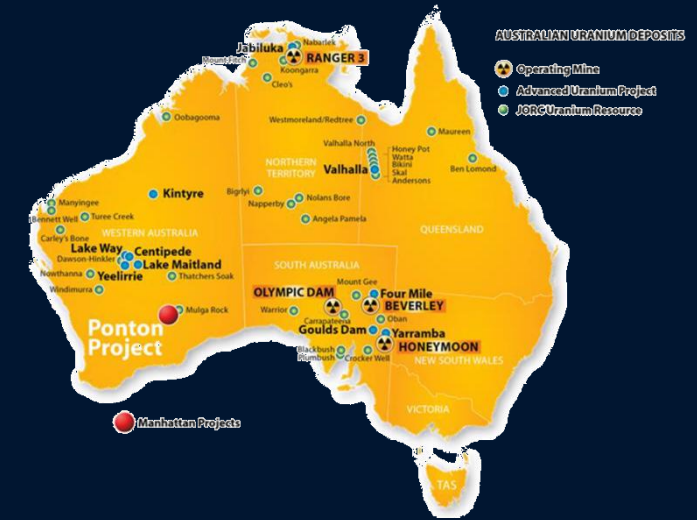 AUSTRALIAN URANIUM DEPOSITS
Operating Mine
Advanced Uranium Project
JORC Uranium Resource
Jabiluka
Nabarlek
Mount Fitch
RANGER 3
Koongarra
Cleo's
Oobagooma
Westmoreland/Redtree
Maureen
Valhalla North
Honey Pot
Watta
Bikini
Skal
Andersons
Valhalla
Ben Lomond
NORTHERN
TERRITORY
Kintyre
Bigrlyi
Nolans Bore
Napperby
Angela Pamela
Manyingee
Bennett Well
Turee Creek
Carley's Bone
WESTERN AUSTRALIA
QUEENSLAND
Lake Way
Centipede
Dawson-Hinkler
Lake Maitland
Nowthanna
Yeelirrie
Thatchers Soak
Windimurra
SOUTH AUSTRALIA
Mount Gee
OLYMPIC DAM
Four Mile
BEVERLEY
Warrior
Carrapateena
Oban
Mulga Rock
Ponton
Project
Goulds Dam
Yarramba
HONEYMOON
Blackbush
Plumbush
Crocker Well
NEW SOUTH WALES
VICTORIA
Manhattan Projects
TAS